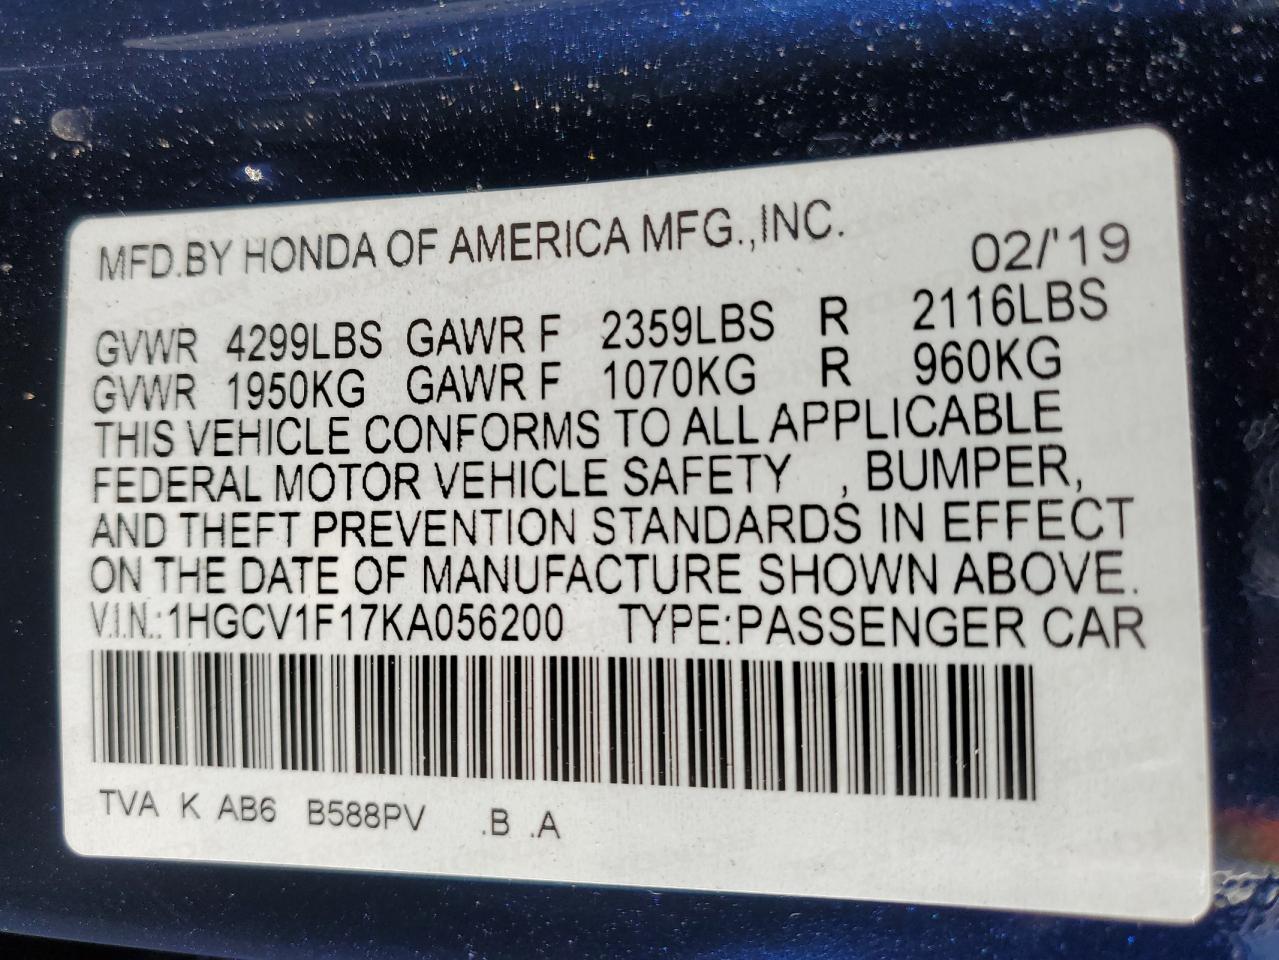 MFD.BY HONDA OF AMERICA MFG.,INC.
02/'19
GVWR 4299LBS GAWR F 2359LBS R 2116LBS
GVWR 1950KG GAWR F 1070KG R 960KG
THIS VEHICLE CONFORMS TO ALL APPLICABLE
FEDERAL MOTOR VEHICLE SAFETY , BUMPER,
AND THEFT PREVENTION STANDARDS IN EFFECT
ON THE DATE OF MANUFACTURE SHOWN ABOVE.
V.I.N.:1HGCV1F17KA056200 TYPE:PASSENGER CAR
TVA K AB6 B588PV .B .A